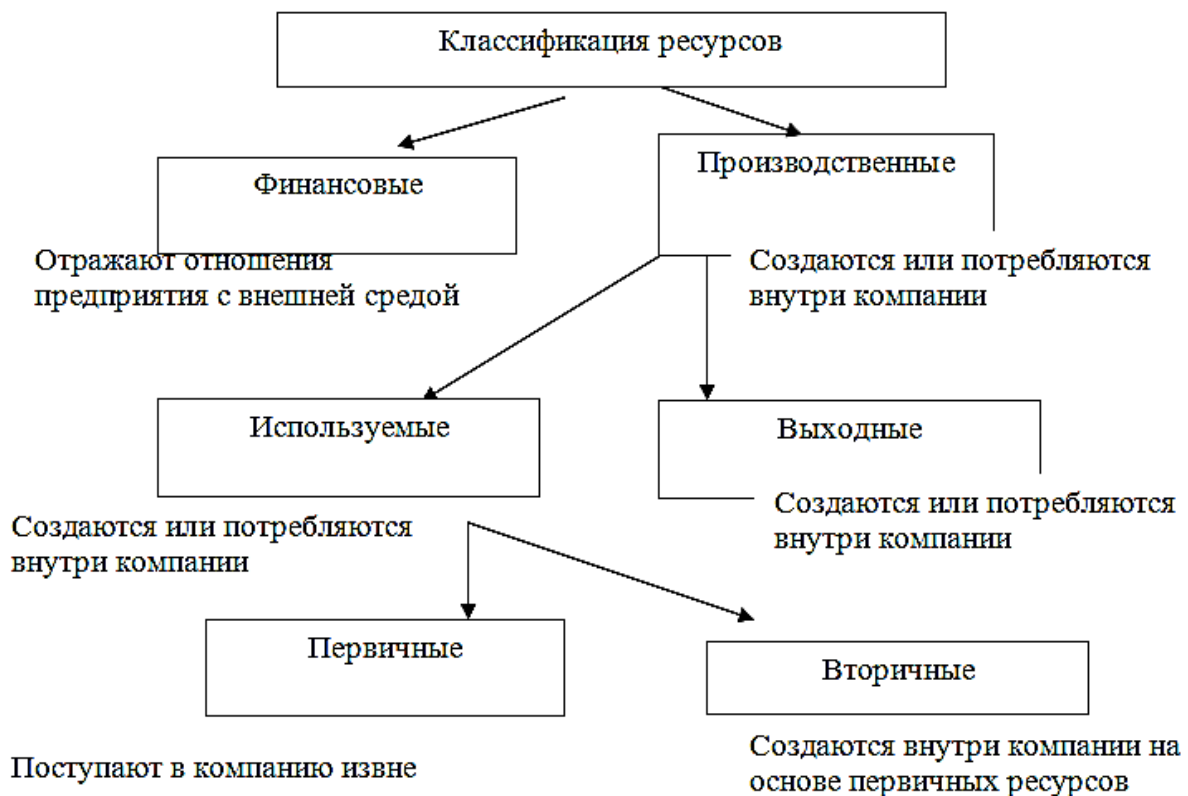 Классификация ресурсов
Финансовые
Производственные
Отражают отношения
предприятия с внешней средой
Создаются или потребляются
внутри компании
Используемые
Выходные
Создаются или потребляются
внутри компании
Создаются или потребляются
внутри компании
Первичные
Вторичные
Поступают в компанию извне
Создаются внутри компании на
основе первичных ресурсов